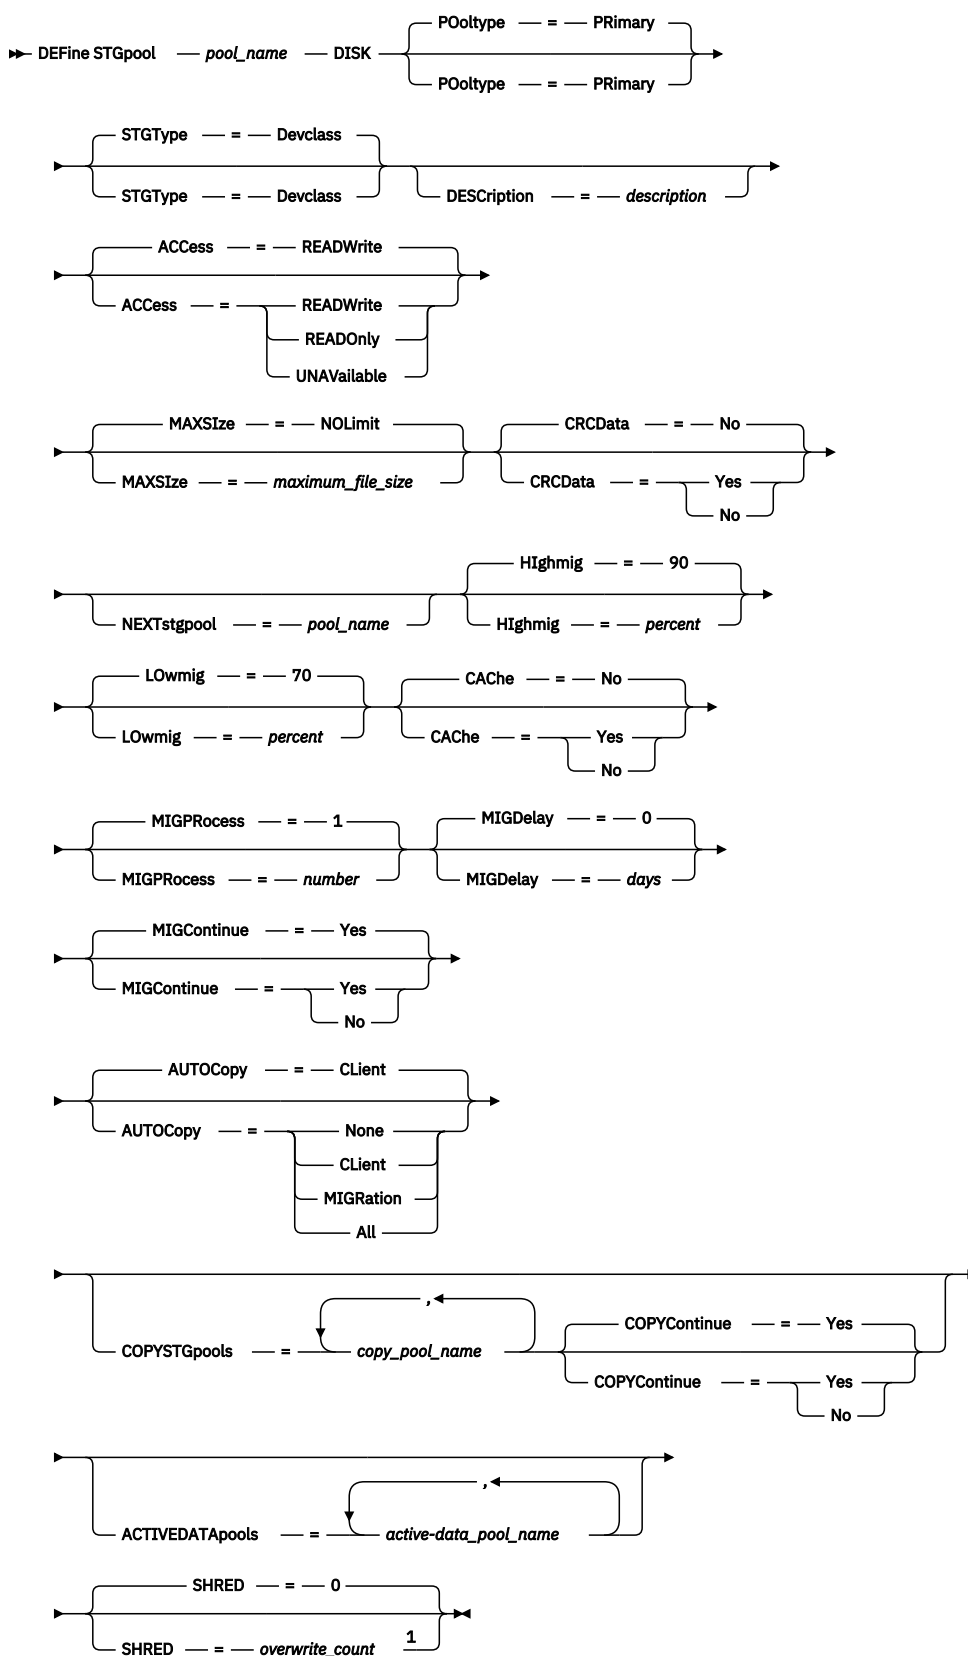 POoltype = PRimary
DEFine STGpool pool_name DISK
POoltype = PRimary
STGType = Devclass
STGType = Devclass
DESCription = description
ACCess = READWrite
ACCess = READWrite
READOnly
UNAVailable
MAXSIze = NOLimit CRCData = No
MAXSIze = maximum_file_size CRCData = Yes
No
HIghmig = 90
NEXTstgpool = pool_name HIghmig = percent
LOwmig = 70 CAChe = No
LOwmig = percent CAChe = Yes
No
MIGPRocess = 1 MIGDelay = 0
MIGPRocess = number MIGDelay = days
MIGContinue = Yes
MIGContinue = Yes
No
AUTOCopy = CLient
AUTOCopy = None
CLient
MIGRation
All
,
COPYContinue = Yes
COPYSTGpools = copy_pool_name
COPYContinue = Yes
No
,
ACTIVEDATApools = active-data_pool_name
SHRED = 0
SHRED = overwrite_count 1